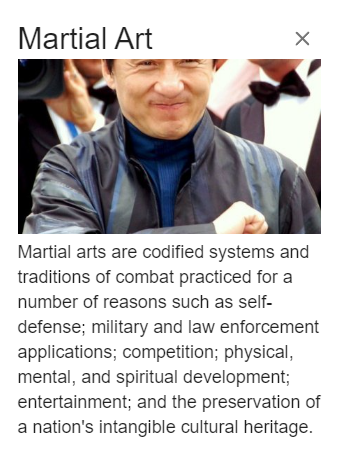 Martial Art
Martial arts are codified systems and
traditions of combat practiced for a
number of reasons such as self-
defense; military and law enforcement
applications; competition; physical,
mental, and spiritual development;
entertainment; and the preservation of
a nation's intangible cultural heritage.